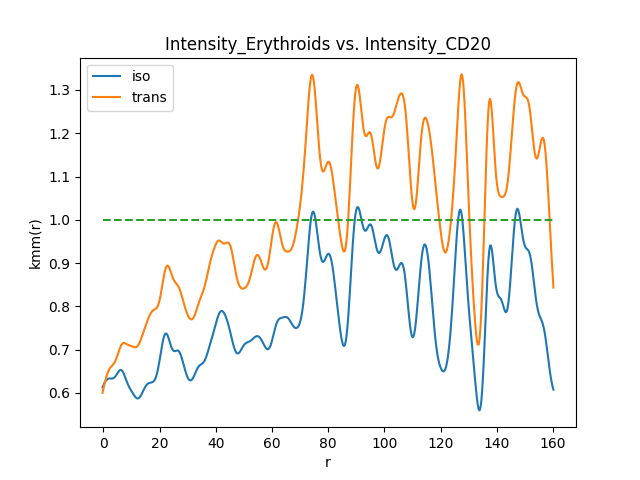 Intensity_Erythroids vs. Intensity_CD20
iso
trans
kmm(r)
1.3
1.2
1.1
1.0
0.9
0.8
0.7
0.6
0 20 40 60 80 100 120 140 160
r